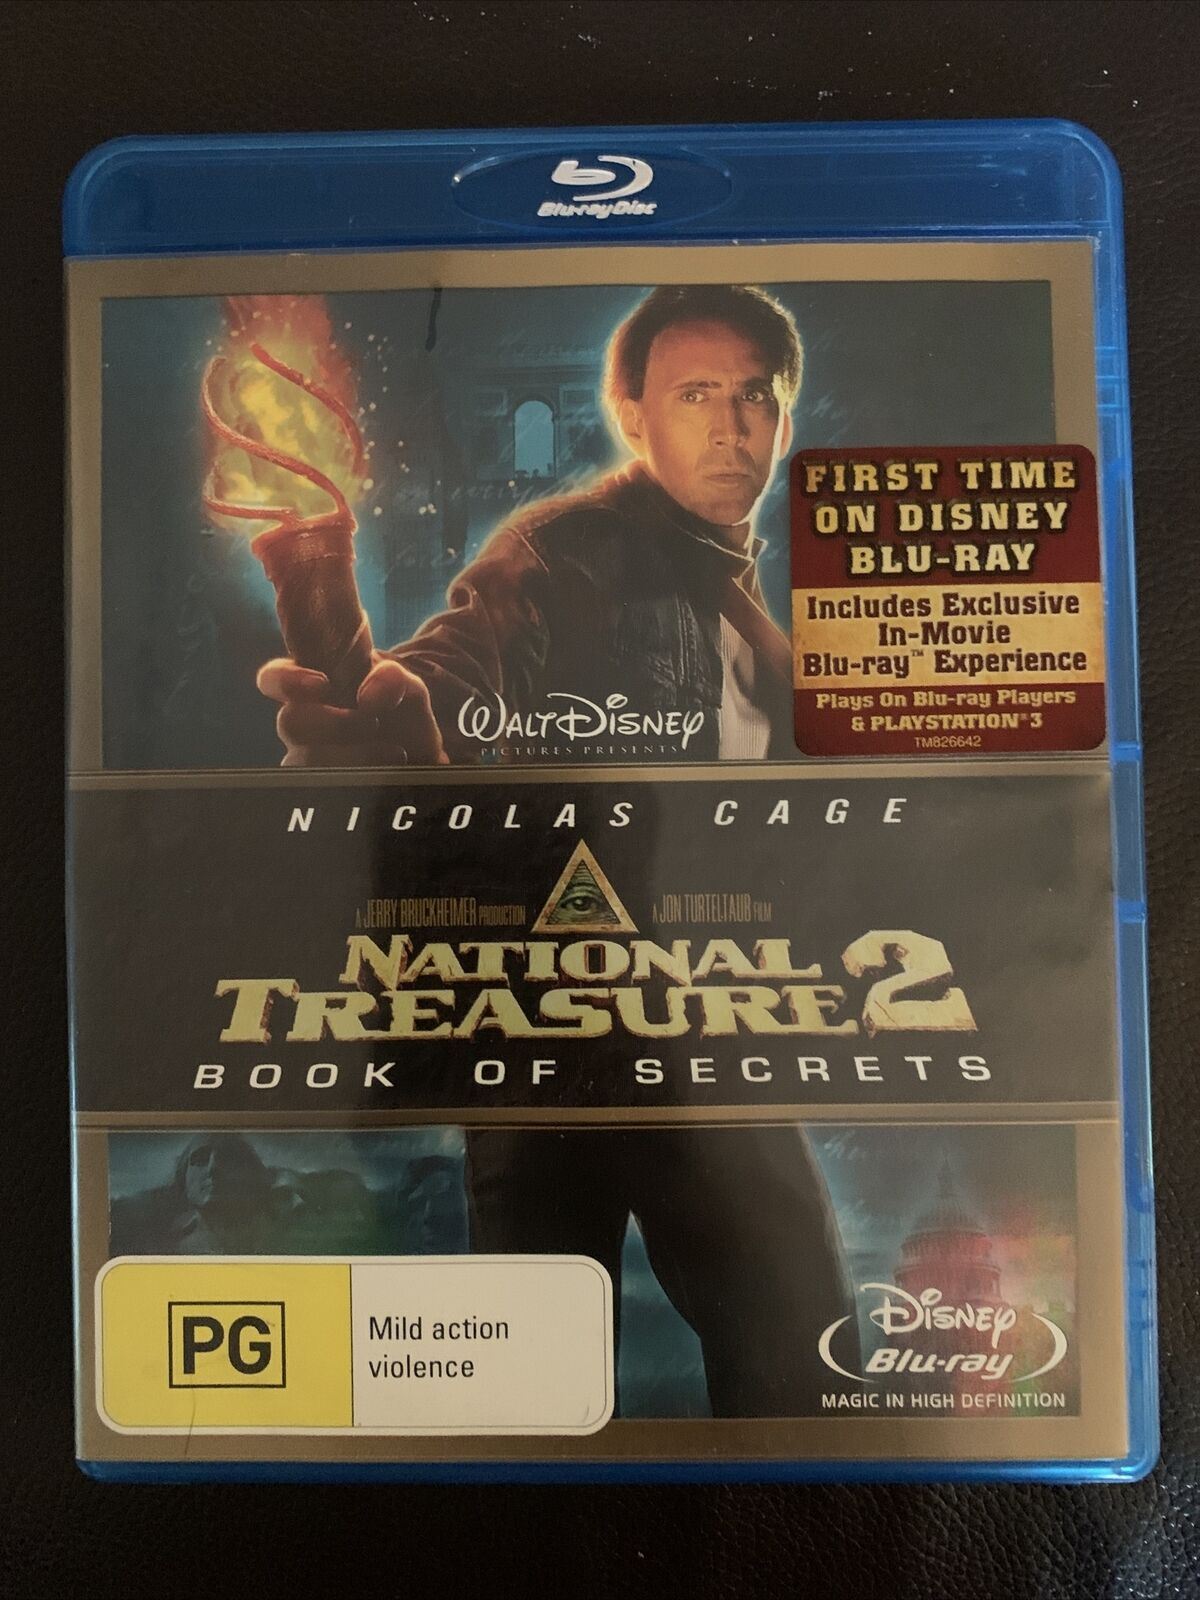 Blu-ray Disc
FIRST TIME
ON DISNEY
BLU-RAY
Includes Exclusive
In-Movie
Blu-ray™ Experience
Plays On Blu-ray Players
& PLAYSTATION®3
TM826642
WALT DISNEY
PICTURES PRESENTS
NICOLAS CAGE
A JERRY BRUCKHEIMER PRODUCTION A JON TURTELTAUB FILM
NATIONAL
TREASURE 2
BOOK OF SECRETS
PG
Mild action
violence
DISNEY
Blu-ray
MAGIC IN HIGH DEFINITION